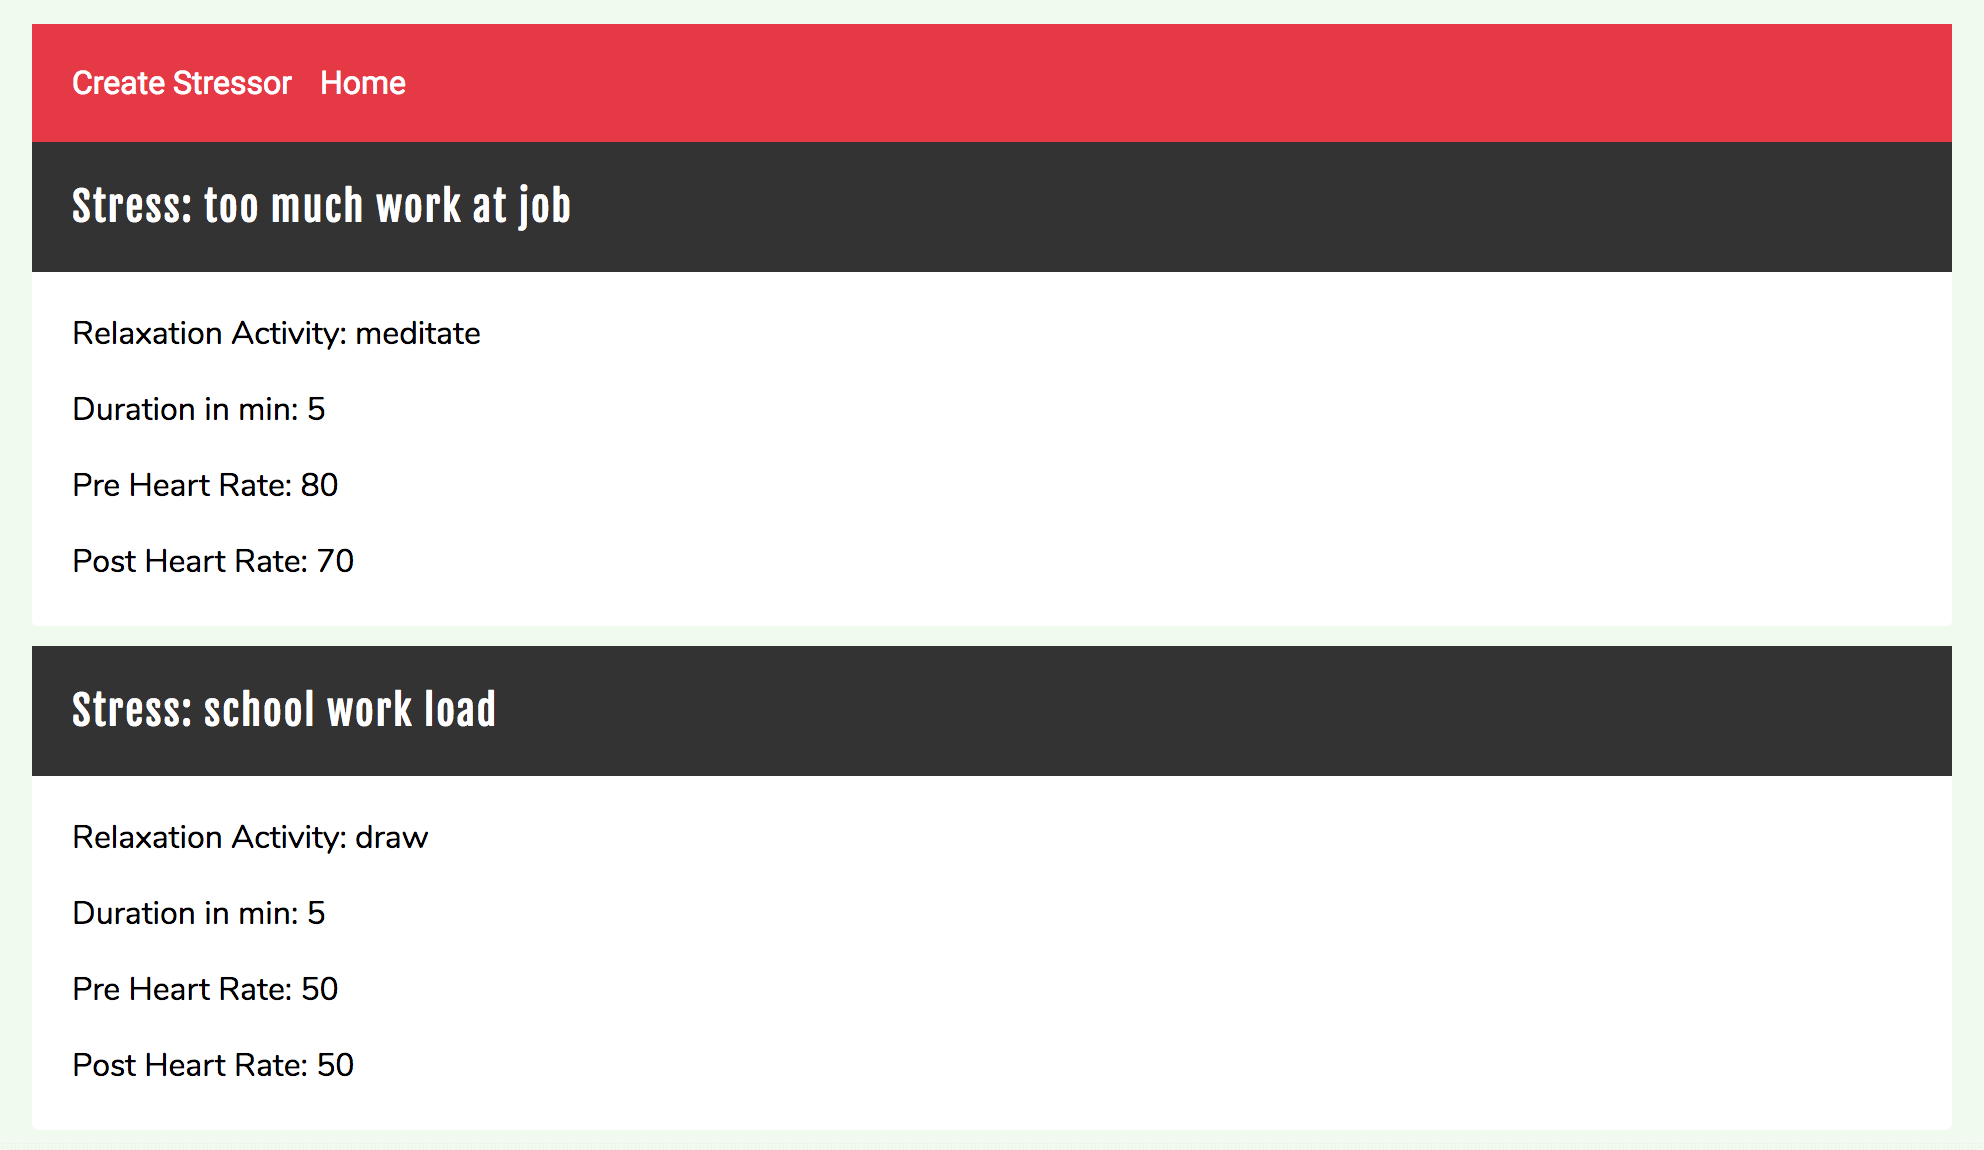 Create Stressor Home
Stress: too much work at job
Relaxation Activity: meditate
Duration in min: 5
Pre Heart Rate: 80
Post Heart Rate: 70
Stress: school work load
Relaxation Activity: draw
Duration in min: 5
Pre Heart Rate: 50
Post Heart Rate: 50